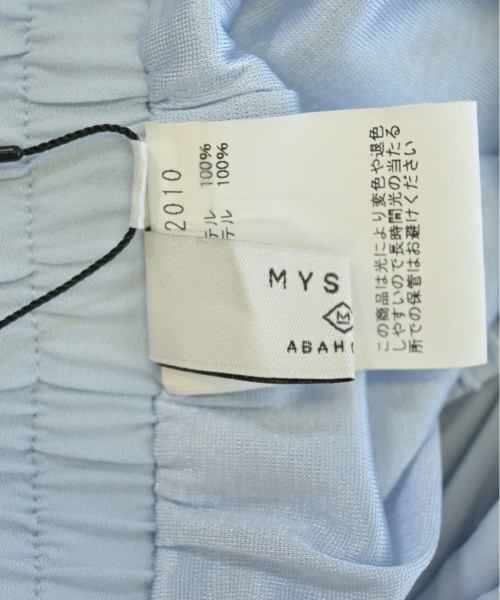 2010
テル 100%
テル 100%
この商品は光により変色や退色
しやすいので長時間光の当たる
所での保管はお避けください
MYS
M
ABAH